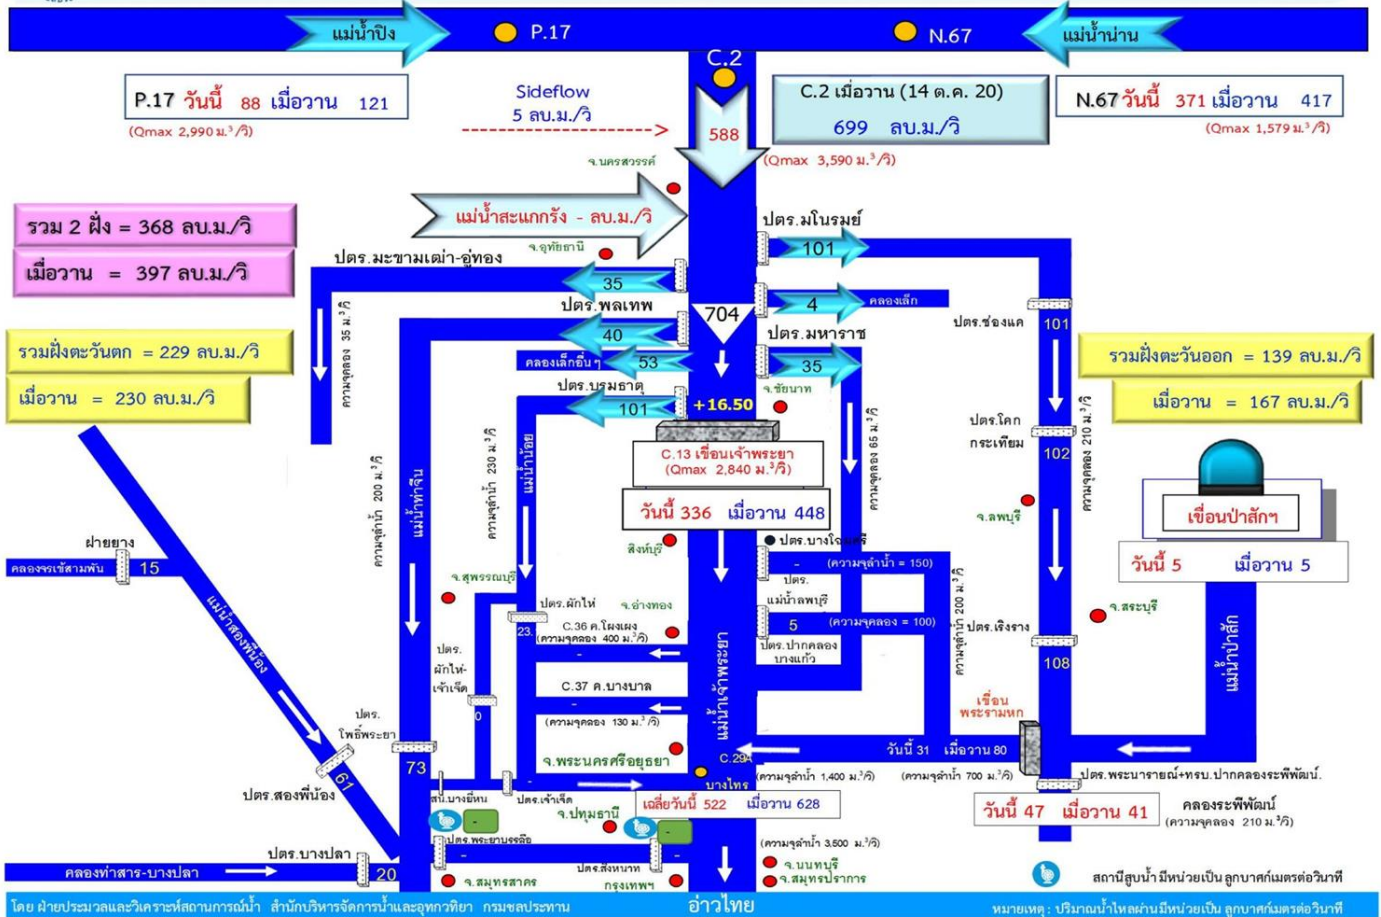 แม่น้ำปิง
P.17
N.67
แม่น้ำน่าน
C.2
P.17 วันนี้ 88 เมื่อวาน 121
(Qmax 2,990 ม.³/วิ)
Sideflow
5 ลบ.ม./วิ
588
C.2 เมื่อวาน (14 ต.ค. 20)
699 ลบ.ม./วิ
(Qmax 3,590 ม.³/วิ)
N.67 วันนี้ 371 เมื่อวาน 417
(Qmax 1,579 ม.³/วิ)
จ.นครสวรรค์
แม่น้ำสะแกกรัง - ลบ.ม./วิ
รวม 2 ฝั่ง = 368 ลบ.ม./วิ
เมื่อวาน = 397 ลบ.ม./วิ
จ.อุทัยธานี
ปตร.มโนรมย์
101
ปตร.มะขามเฒ่า-อู่ทอง
35
4
คลองเล็ก
ความจุคลอง 35 ม.³/วิ
ปตร.พลเทพ
40
704
ปตร.มหาราช
35
ปตร.ช่องแค
101
รวมฝั่งตะวันตก = 229 ลบ.ม./วิ
เมื่อวาน = 230 ลบ.ม./วิ
คลองเล็กอื่นๆ
53
รวมฝั่งตะวันออก = 139 ลบ.ม./วิ
เมื่อวาน = 167 ลบ.ม./วิ
ปตร.บรมธาตุ
101
+16.50
จ.ชัยนาท
ปตร.โคก
กระเทียม
102
ความจุคลอง 210 ม.³/วิ
ความจุคลอง 65 ม.³/วิ
C.13 เขื่อนเจ้าพระยา
(Qmax 2,840 ม.³/วิ)
วันนี้ 336 เมื่อวาน 448
ความจุลำน้ำ 200 ม.³/วิ
แม่น้ำท่าจีน
ความจุลำน้ำ 230 ม.³/วิ
แม่น้ำน้อย
จ.ลพบุรี
เขื่อนป่าสักฯ
วันนี้ 5 เมื่อวาน 5
สิงห์บุรี
ปตร.บางโฉมศรี
- (ความจุลำน้ำ = 150)
ฝายยาง
คลองจรเข้สามพัน
15
จ.สุพรรณบุรี
ปตร.
แม่น้ำลพบุรี
5 (ความจุคลอง = 100)
ปตร.ปากคลอง
บางแก้ว
ความจุลำน้ำ 200 ม.³/วิ
จ.สระบุรี
แม่น้ำสองพี่น้อง
ปตร.ผักไห่
23.
จ.อ่างทอง
C.36 ค.โผงเผง
(ความจุคลอง 400 ม.³/วิ)
-
ปตร.เริงราง
108
แม่น้ำป่าสัก
แม่น้ำเจ้าพระยา
ปตร.
ผักไห่-
เจ้าเจ็ด
0
C.37 ค.บางบาล
-
(ความจุคลอง 130 ม.³/วิ)
เขื่อน
พระรามหก
ปตร.
โพธิ์พระยา
73
จ.พระนครศรีอยุธยา
C.29A
บางไทร
วันนี้ 31 เมื่อวาน 80
(ความจุลำน้ำ 1,400 ม.³/วิ)
(ความจุลำน้ำ 700 ม.³/วิ)
ปตร.พระนารายณ์+ทรบ.ปากคลองระพีพัฒน์.
61
ปตร.สองพี่น้อง
สน.บางยี่หน
ปตร.เจ้าเจ็ด
เฉลี่ยวันนี้ 522 เมื่อวาน 628
วันนี้ 47 เมื่อวาน 41
คลองระพีพัฒน์
(ความจุคลอง 210 ม.³/วิ)
จ.ปทุมธานี
-
-
ปตร.พระยาบรรลือ
-
ปตร.สิงหนาท
-
(ความจุลำน้ำ 3,500 ม.³/วิ)
ปตร.บางปลา
คลองท่าสาร-บางปลา
20
จ.สมุทรสาคร
กรุงเทพฯ
จ.นนทบุรี
จ.สมุทรปราการ
สถานีสูบน้ำ มีหน่วยเป็น ลูกบาศก์เมตรต่อวินาที
โดย ฝ่ายประมวลและวิเคราะห์สถานการณ์น้ำ สำนักบริหารจัดการน้ำและอุทกวิทยา กรมชลประทาน
อ่าวไทย
หมายเหตุ : ปริมาณน้ำไหลผ่านมีหน่วยเป็น ลูกบาศก์เมตรต่อวินาที